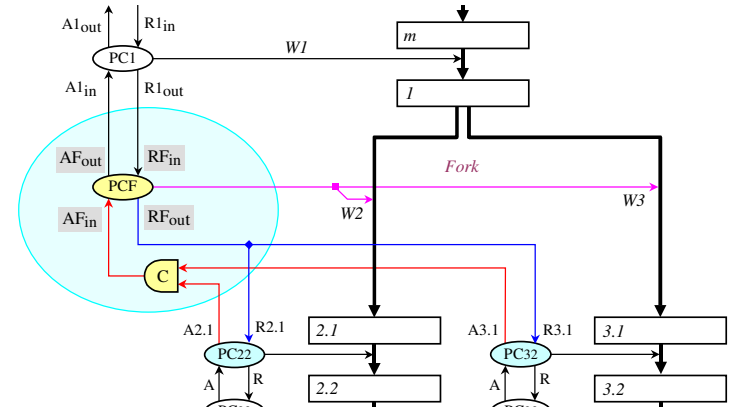 A1out R1in
m
W1
PC1
A1in R1out
1
AFout RFin
Fork
PCF
W2 W3
AFin RFout
C
A2.1 R2.1 2.1 A3.1 R3.1 3.1
PC22 PC32
A R 2.2 A R 3.2